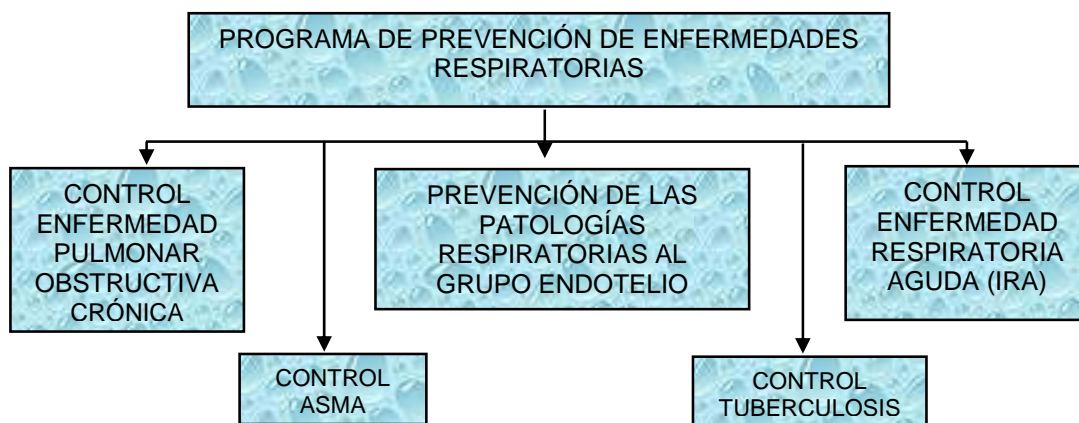 PROGRAMA DE PREVENCIÓN DE ENFERMEDADES
RESPIRATORIAS
CONTROL
ENFERMEDAD
PULMONAR
OBSTRUCTIVA
CRÓNICA
PREVENCIÓN DE LAS
PATOLOGÍAS
RESPIRATORIAS AL
GRUPO ENDOTELIO
CONTROL
ENFERMEDAD
RESPIRATORIA
AGUDA (IRA)
CONTROL
ASMA
CONTROL
TUBERCULOSIS